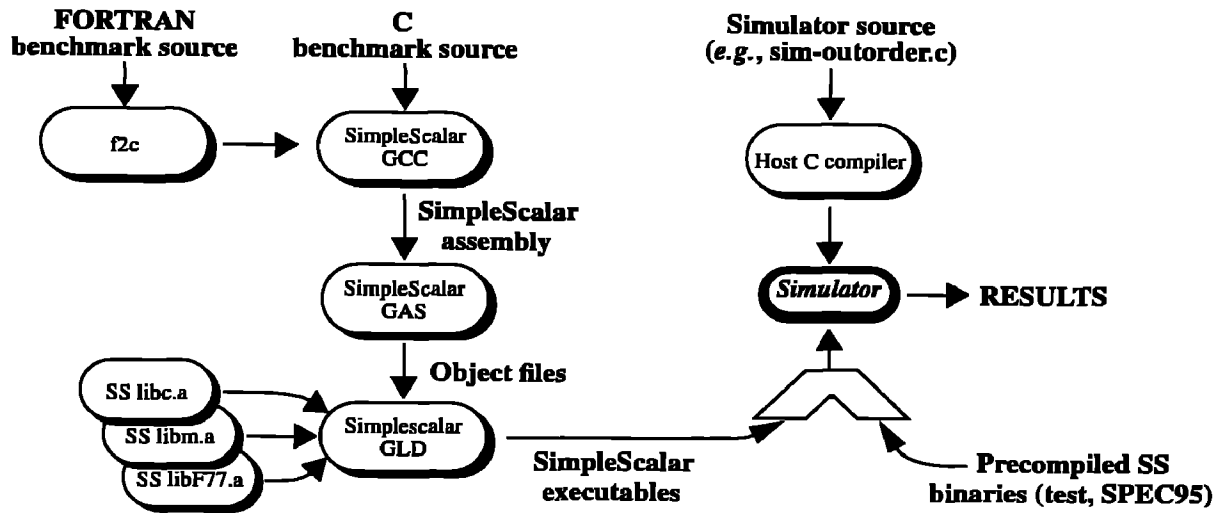 FORTRAN
benchmark source
C
benchmark source
Simulator source
(e.g., sim-outorder.c)
f2c
SimpleScalar
GCC
Host C compiler
SimpleScalar
assembly
SimpleScalar
GAS
Simulator
RESULTS
Object files
SS libc.a
SS libm.a
SS libF77.a
Simplescalar
GLD
SimpleScalar
executables
Precompiled SS
binaries (test, SPEC95)